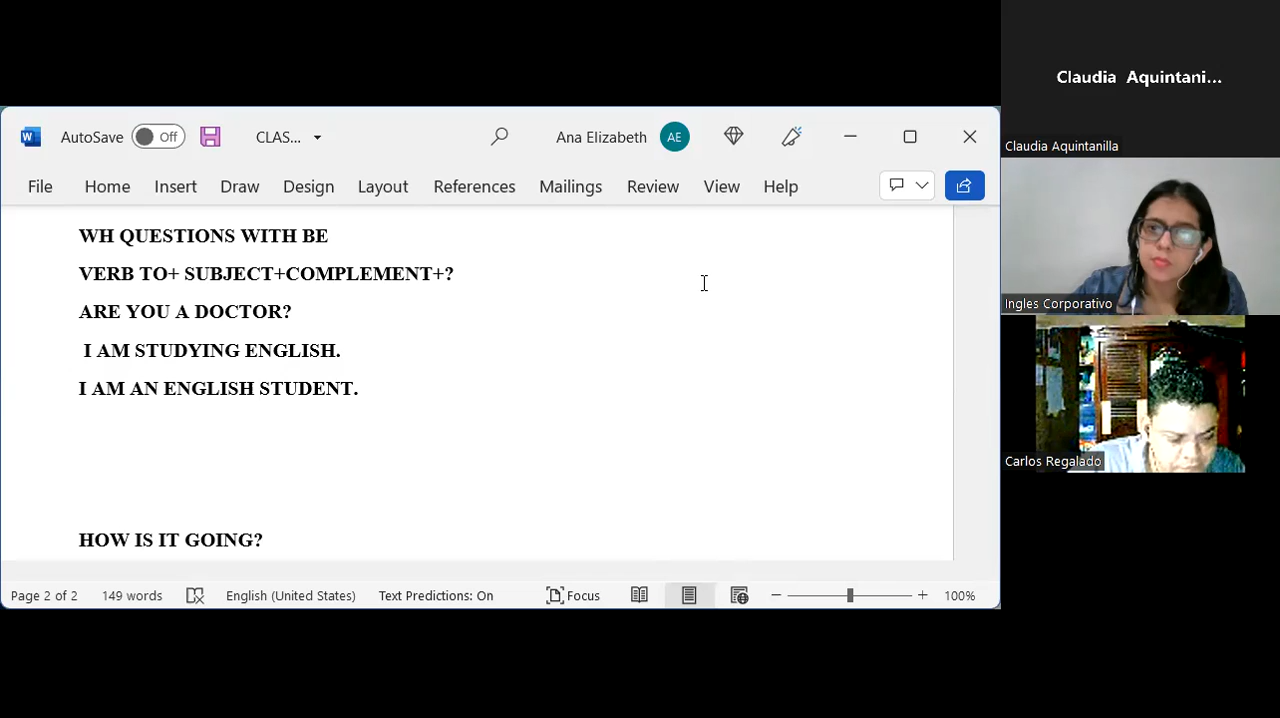 Claudia Aquintani...
Claudia Aquintanilla
AutoSave Off CLAS... Ana Elizabeth AE
File Home Insert Draw Design Layout References Mailings Review View Help
WH QUESTIONS WITH BE
VERB TO+ SUBJECT+COMPLEMENT+?
ARE YOU A DOCTOR?
I AM STUDYING ENGLISH.
I AM AN ENGLISH STUDENT.
HOW IS IT GOING?
Ingles Corporativo
Carlos Regalado
Page 2 of 2 149 words English (United States) Text Predictions: On Focus 100%